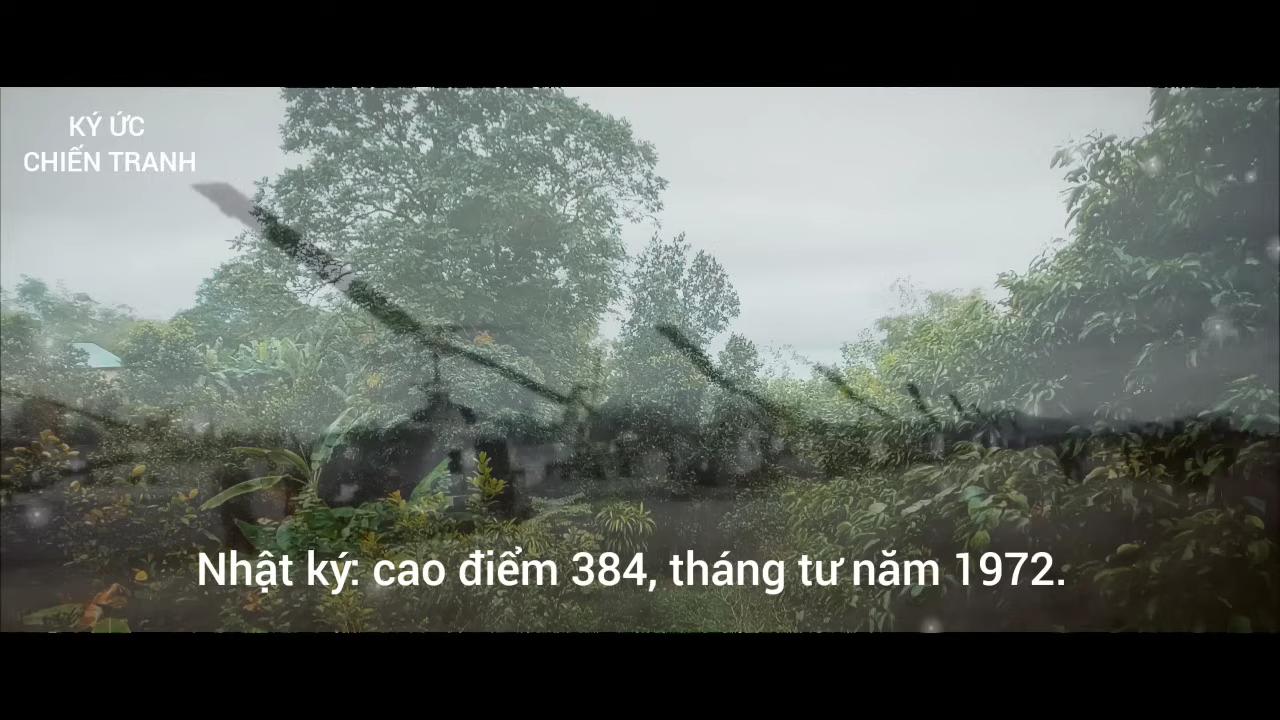 KÝ ỨC
CHIẾN TRANH
Nhật ký: cao điểm 384, tháng tư năm 1972.